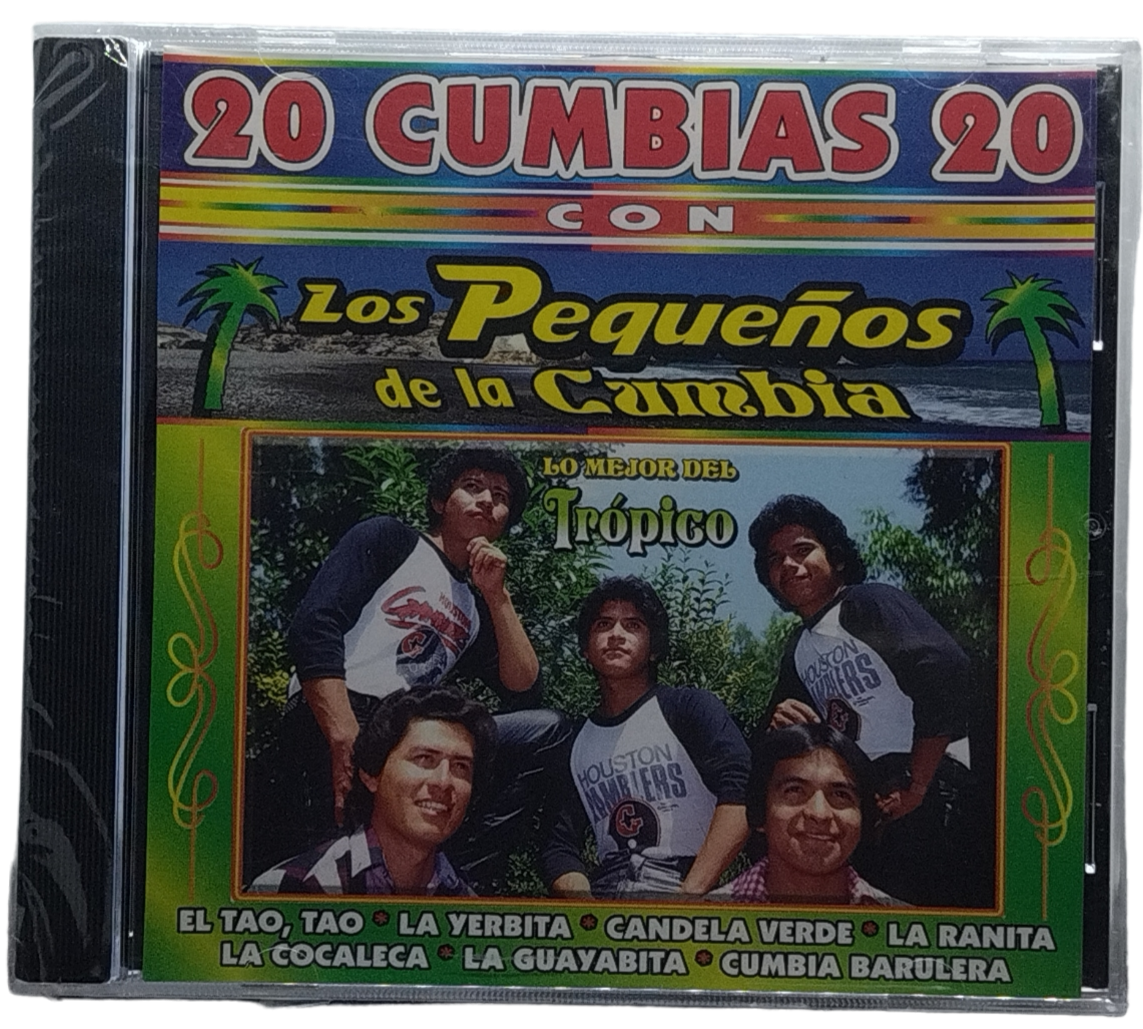 20 CUMBIAS 20
CON
Los Pequeños
de la Cumbia
LO MEJOR DEL
Trópico
HOUSTON
HOUSTON
GAMBLERS
HOUSTON
GAMBLERS
G
EL TAO, TAO * LA YERBITA * CANDELA VERDE * LA RANITA
LA COCALECA * LA GUAYABITA * CUMBIA BARULERA